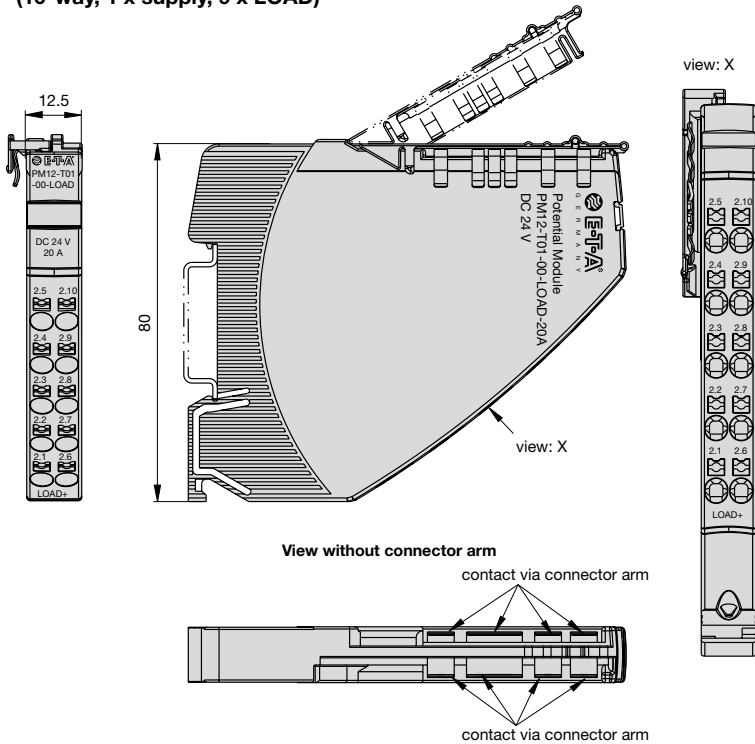 (10-way, 1 x supply, 9 x LOAD)
view: X
12.5
E-T-A
PM12-T01
-00-LOAD
DC 24 V
20 A
2.5 2.10
2.4 2.9
2.3 2.8
2.2 2.7
2.1 2.6
LOAD+
80
E-T-A®
GERMANY
Potential Module
PM12-T01-00-LOAD-20A
DC 24 V
view: X
2.5 2.10
2.4 2.9
2.3 2.8
2.2 2.7
2.1 2.6
LOAD+
View without connector arm
contact via connector arm
contact via connector arm